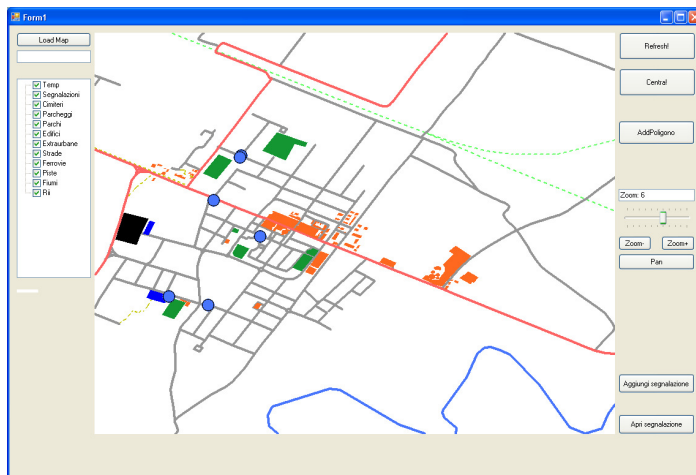 Form1
Load Map
Temp
Segnalazioni
Cimiteri
Parcheggi
Parchi
Edifici
Extraurbane
Strade
Ferrovie
Piste
Fiumi
Rii
Refresh!
Central
AddPoligono
Zoom: 6
Zoom-
Zoom+
Pan
Aggiungi segnalazione
Apri segnalazione